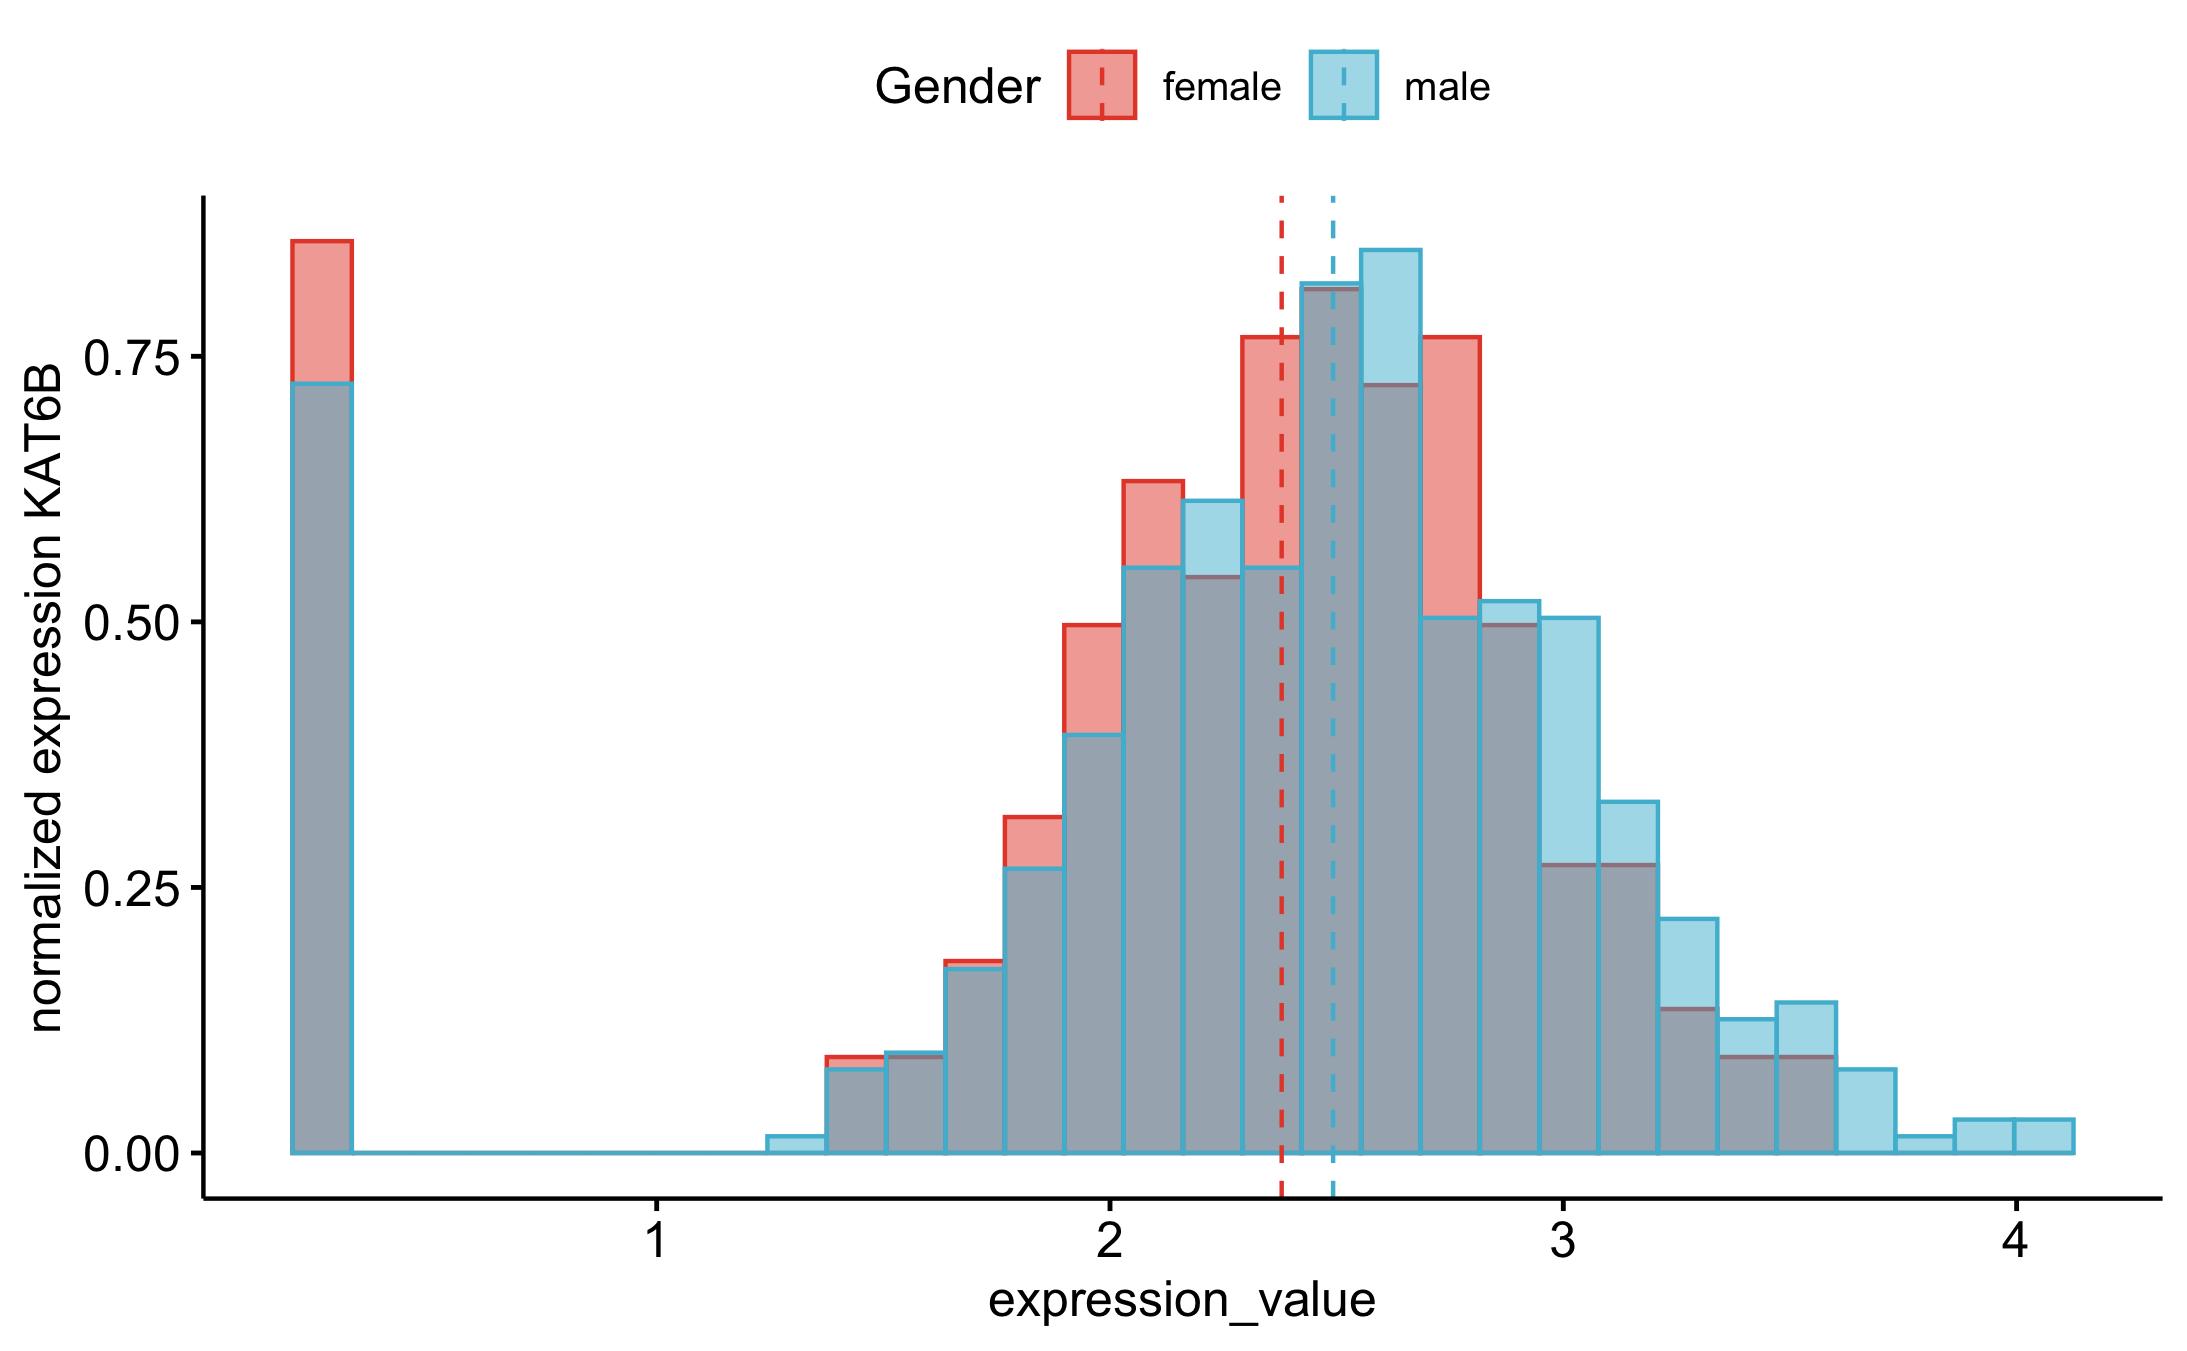 Gender female male
normalized expression KAT6B
0.75
0.50
0.25
0.00
1 2 3 4
expression_value